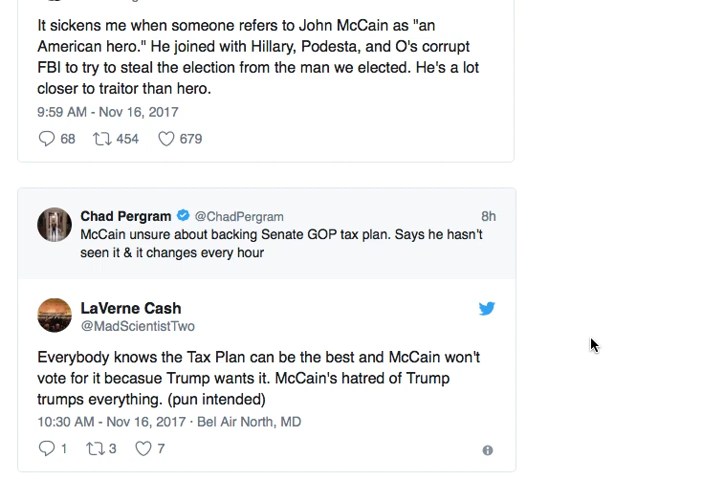 It sickens me when someone refers to John McCain as "an
American hero." He joined with Hillary, Podesta, and O's corrupt
FBI to try to steal the election from the man we elected. He's a lot
closer to traitor than hero.
9:59 AM - Nov 16, 2017
68 454 679
Chad Pergram @ChadPergram 8h
McCain unsure about backing Senate GOP tax plan. Says he hasn't
seen it & it changes every hour
LaVerne Cash
@MadScientistTwo
Everybody knows the Tax Plan can be the best and McCain won't
vote for it becasue Trump wants it. McCain's hatred of Trump
trumps everything. (pun intended)
10:30 AM - Nov 16, 2017 · Bel Air North, MD
1 3 7